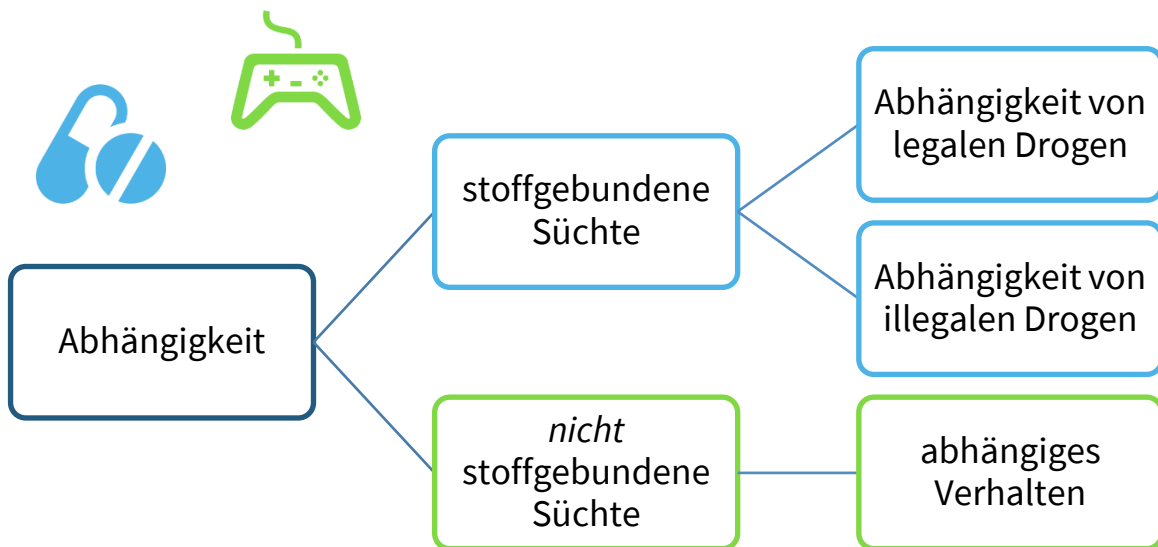 Abhängigkeit
stoffgebundene
Süchte
Abhängigkeit von
legalen Drogen
Abhängigkeit von
illegalen Drogen
nicht
stoffgebundene
Süchte
abhängiges
Verhalten